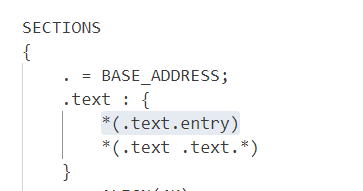 SECTIONS
{
. = BASE_ADDRESS;
.text : {
*(.text.entry)
*(.text .text.*)
}